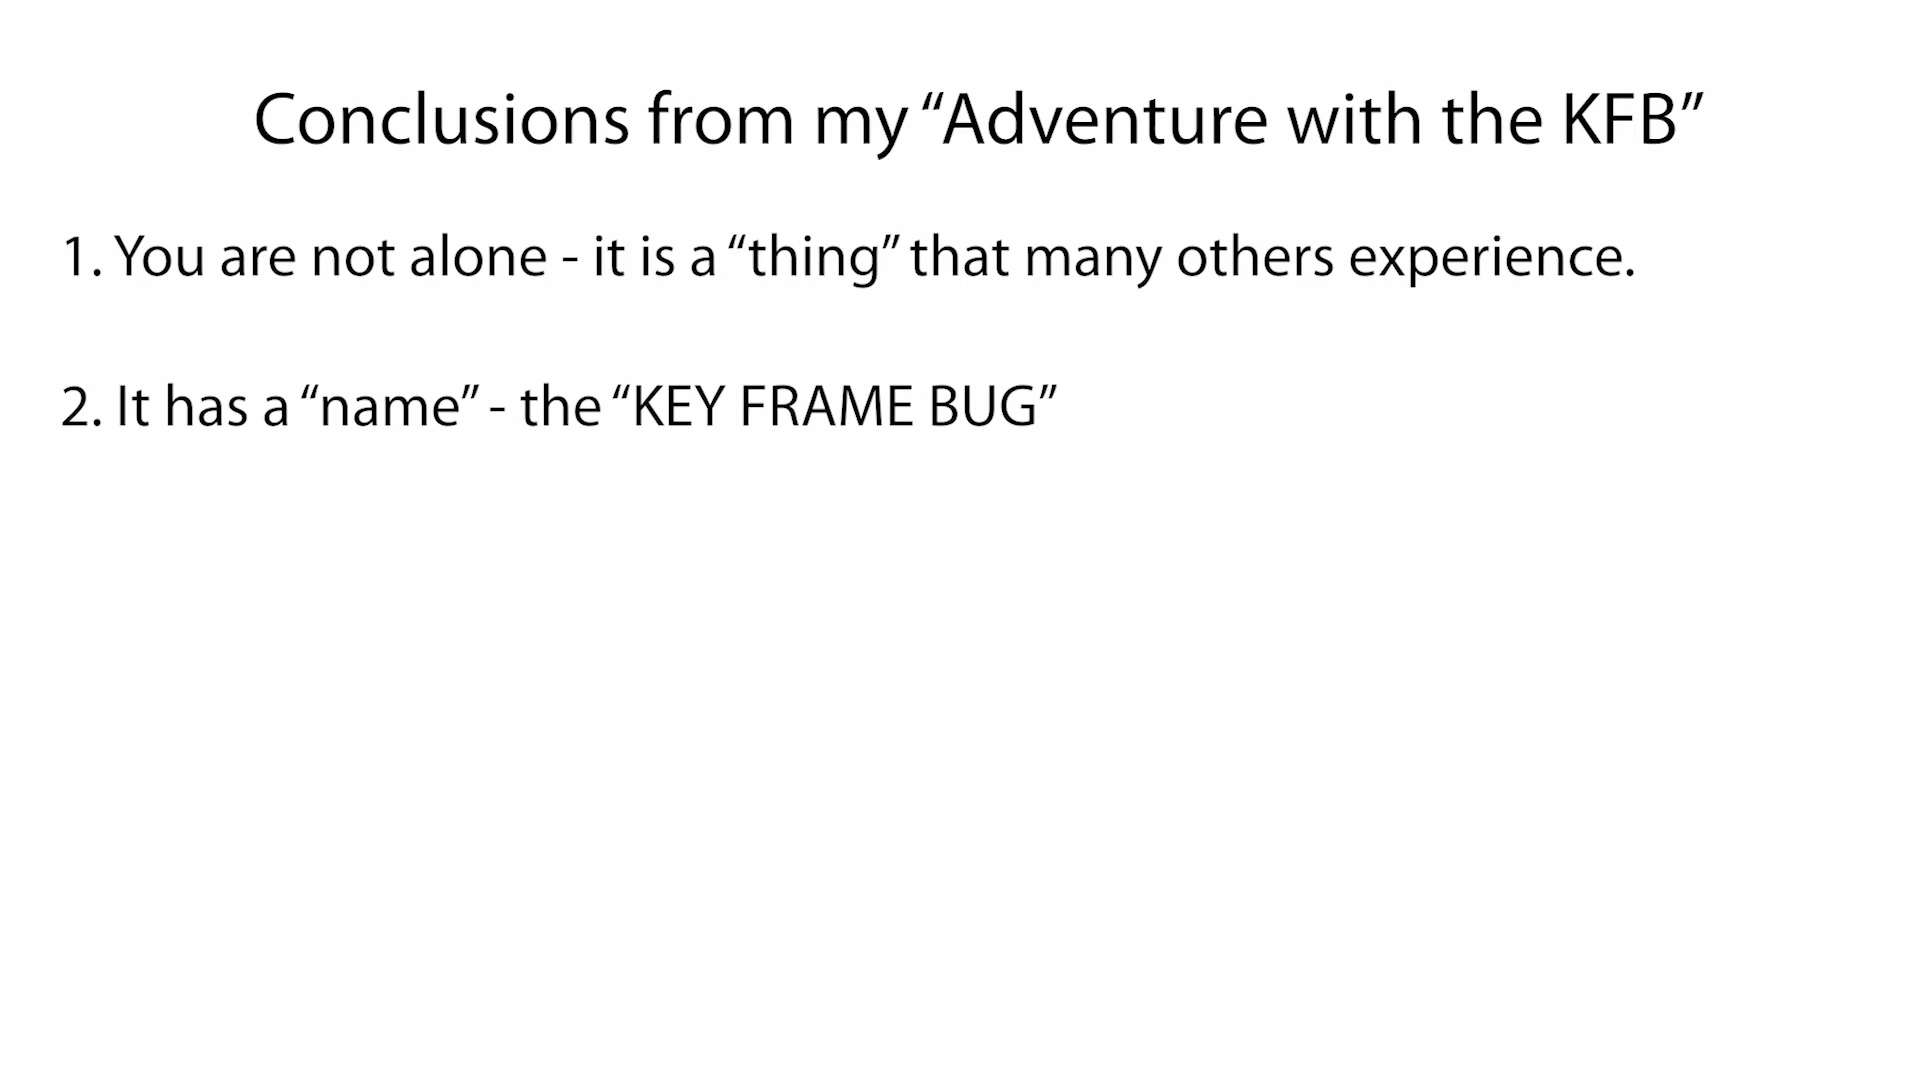 Conclusions from my “Adventure with the KFB”
1. You are not alone - it is a “thing” that many others experience.
2. It has a “name” - the “KEY FRAME BUG”